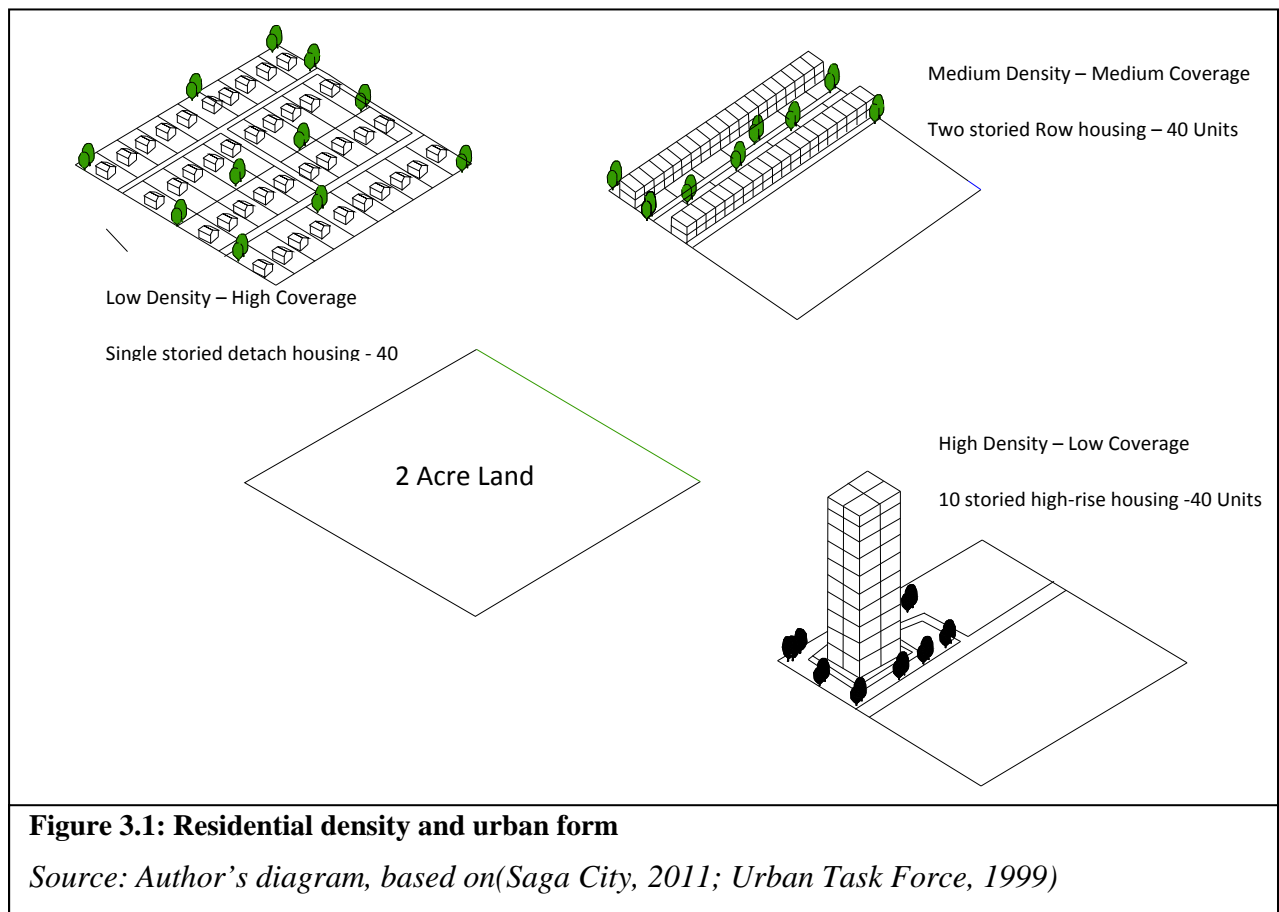 Medium Density – Medium Coverage
Two storied Row housing – 40 Units
Low Density – High Coverage
Single storied detach housing - 40
2 Acre Land
High Density – Low Coverage
10 storied high-rise housing -40 Units
Figure 3.1: Residential density and urban form
Source: Author’s diagram, based on(Saga City, 2011; Urban Task Force, 1999)